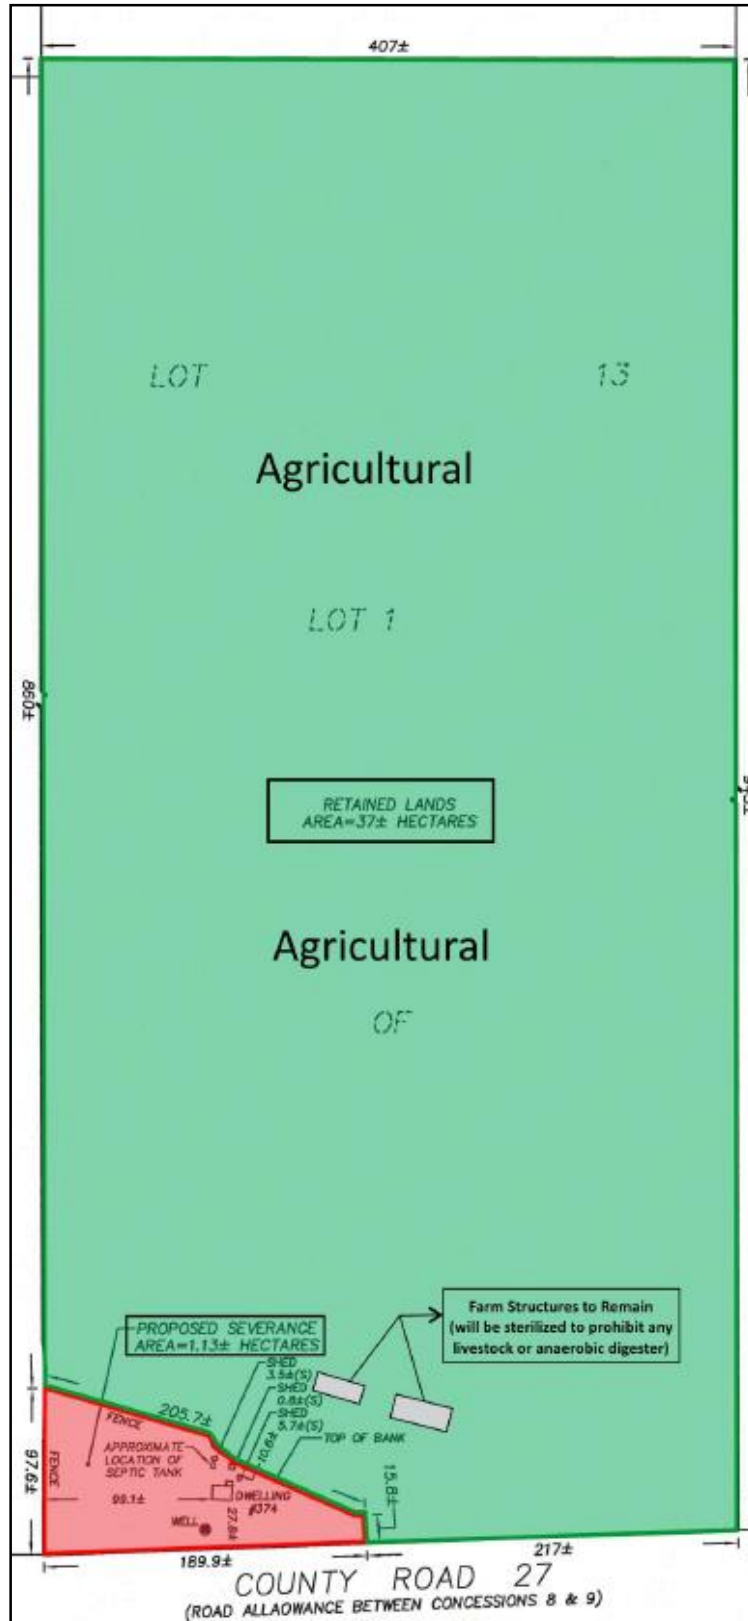 407±
LOT 13
Agricultural
LOT 1
860±
RETAINED LANDS
AREA=37± HECTARES
Agricultural
OF
Farm Structures to Remain
(will be sterilized to prohibit any
livestock or anaerobic digester)
PROPOSED SEVERANCE
AREA=1.13± HECTARES
SHED
3.5±(S)
SHED
0.8±(S)
SHED
5.7±(S)
205.7±
FENCE
10.6±
TOP OF BANK
APPROXIMATE
LOCATION OF
SEPTIC TANK
97.6±
FENCE
99.1±
DWELLING
#374
27.8±
WELL
15.8±
189.9±
217±
COUNTY ROAD 27
(ROAD ALLAOWANCE BETWEEN CONCESSIONS 8 & 9)